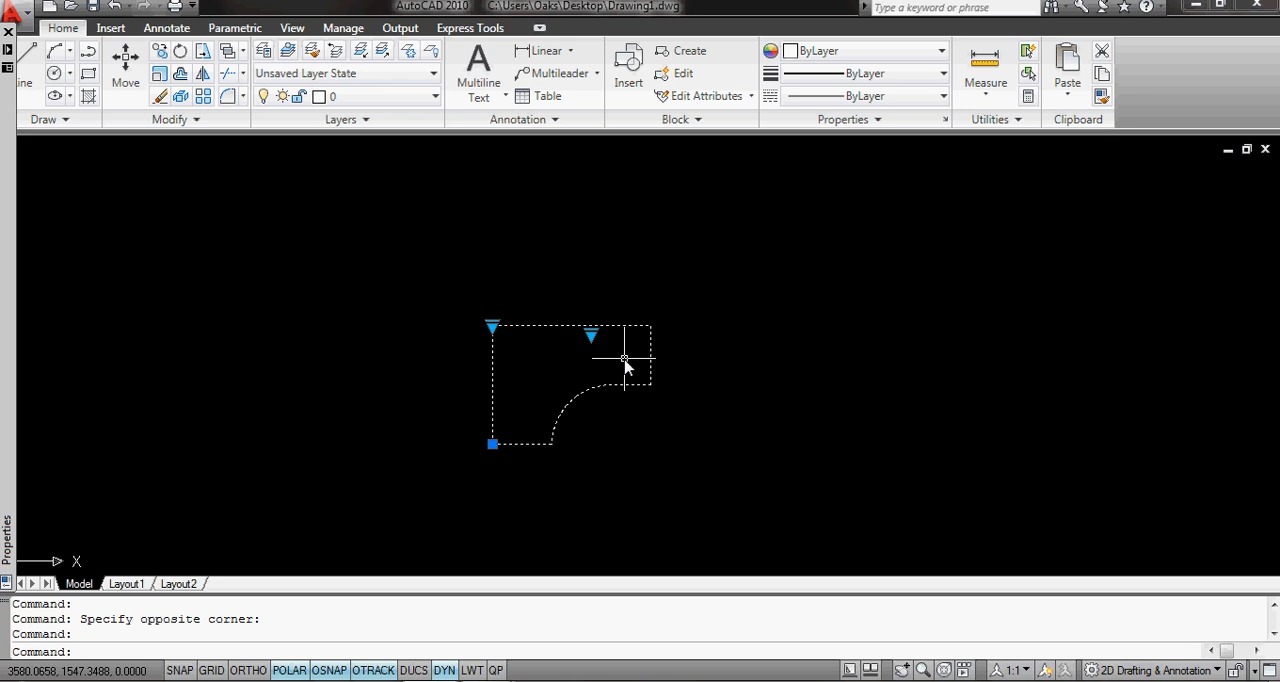 AutoCAD 2010 C:\Users\Oaks\Desktop\Drawing1.dwg Type a keyword or phrase
Home Insert Annotate Parametric View Manage Output Express Tools
ine Move Unsaved Layer State 0
Multiline Text Linear Multileader Table
Insert Create Edit Edit Attributes
ByLayer
ByLayer
ByLayer
Measure Paste
Draw Modify Layers Annotation Block Properties Utilities Clipboard
Properties
X
Model Layout1 Layout2
Command:
Command: Specify opposite corner:
Command:
Command:
3580.0658, 1547.3488, 0.0000 SNAP GRID ORTHO POLAR OSNAP OTRACK DUCS DYN LWT QP 1:1 2D Drafting & Annotation